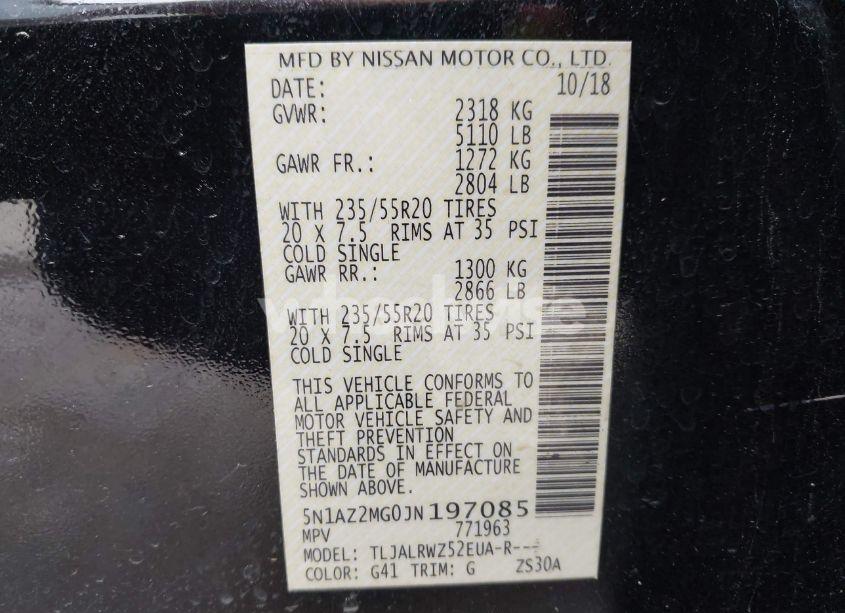 MFD BY NISSAN MOTOR CO., LTD.
DATE: 10/18
GVWR: 2318 KG
5110 LB
GAWR FR.: 1272 KG
2804 LB
WITH 235/55R20 TIRES
20 X 7.5 RIMS AT 35 PSI
COLD SINGLE
GAWR RR.: 1300 KG
2866 LB
WITH 235/55R20 TIRES
20 X 7.5 RIMS AT 35 PSI
COLD SINGLE
THIS VEHICLE CONFORMS TO
ALL APPLICABLE FEDERAL
MOTOR VEHICLE SAFETY AND
THEFT PREVENTION
STANDARDS IN EFFECT ON
THE DATE OF MANUFACTURE
SHOWN ABOVE.
5N1AZ2MG0JN197085
MPV 771963
MODEL: TLJALRWZ52EUA-R---
COLOR: G41 TRIM: G ZS30A